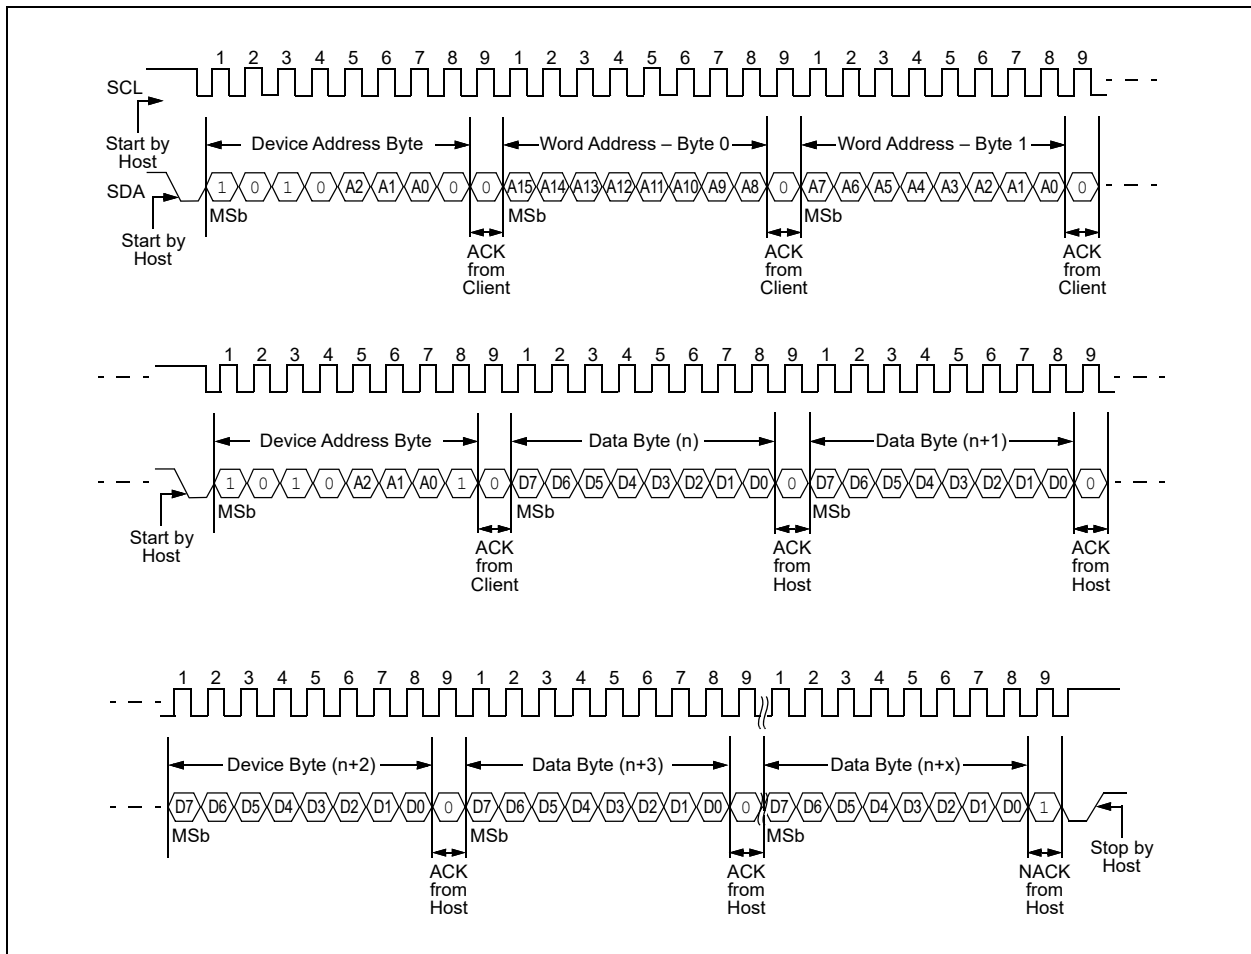 1 2 3 4 5 6 7 8 9 1 2 3 4 5 6 7 8 9 1 2 3 4 5 6 7 8 9
SCL
Start by
Host
Device Address Byte
Word Address – Byte 0
Word Address – Byte 1
SDA
1 0 1 0 A2 A1 A0 0 0 A15 A14 A13 A12 A11 A10 A9 A8 0 A7 A6 A5 A4 A3 A2 A1 A0 0
MSb MSb MSb
Start by
Host
ACK
from
Client
ACK
from
Client
ACK
from
Client
1 2 3 4 5 6 7 8 9 1 2 3 4 5 6 7 8 9 1 2 3 4 5 6 7 8 9
Device Address Byte
Data Byte (n)
Data Byte (n+1)
1 0 1 0 A2 A1 A0 1 0 D7 D6 D5 D4 D3 D2 D1 D0 0 D7 D6 D5 D4 D3 D2 D1 D0 0
MSb MSb MSb
Start by
Host
ACK
from
Client
ACK
from
Host
ACK
from
Host
1 2 3 4 5 6 7 8 9 1 2 3 4 5 6 7 8 9 1 2 3 4 5 6 7 8 9
Device Byte (n+2)
Data Byte (n+3)
Data Byte (n+x)
D7 D6 D5 D4 D3 D2 D1 D0 0 D7 D6 D5 D4 D3 D2 D1 D0 0 D7 D6 D5 D4 D3 D2 D1 D0 1
MSb MSb MSb
Stop by
Host
ACK
from
Host
ACK
from
Host
NACK
from
Host